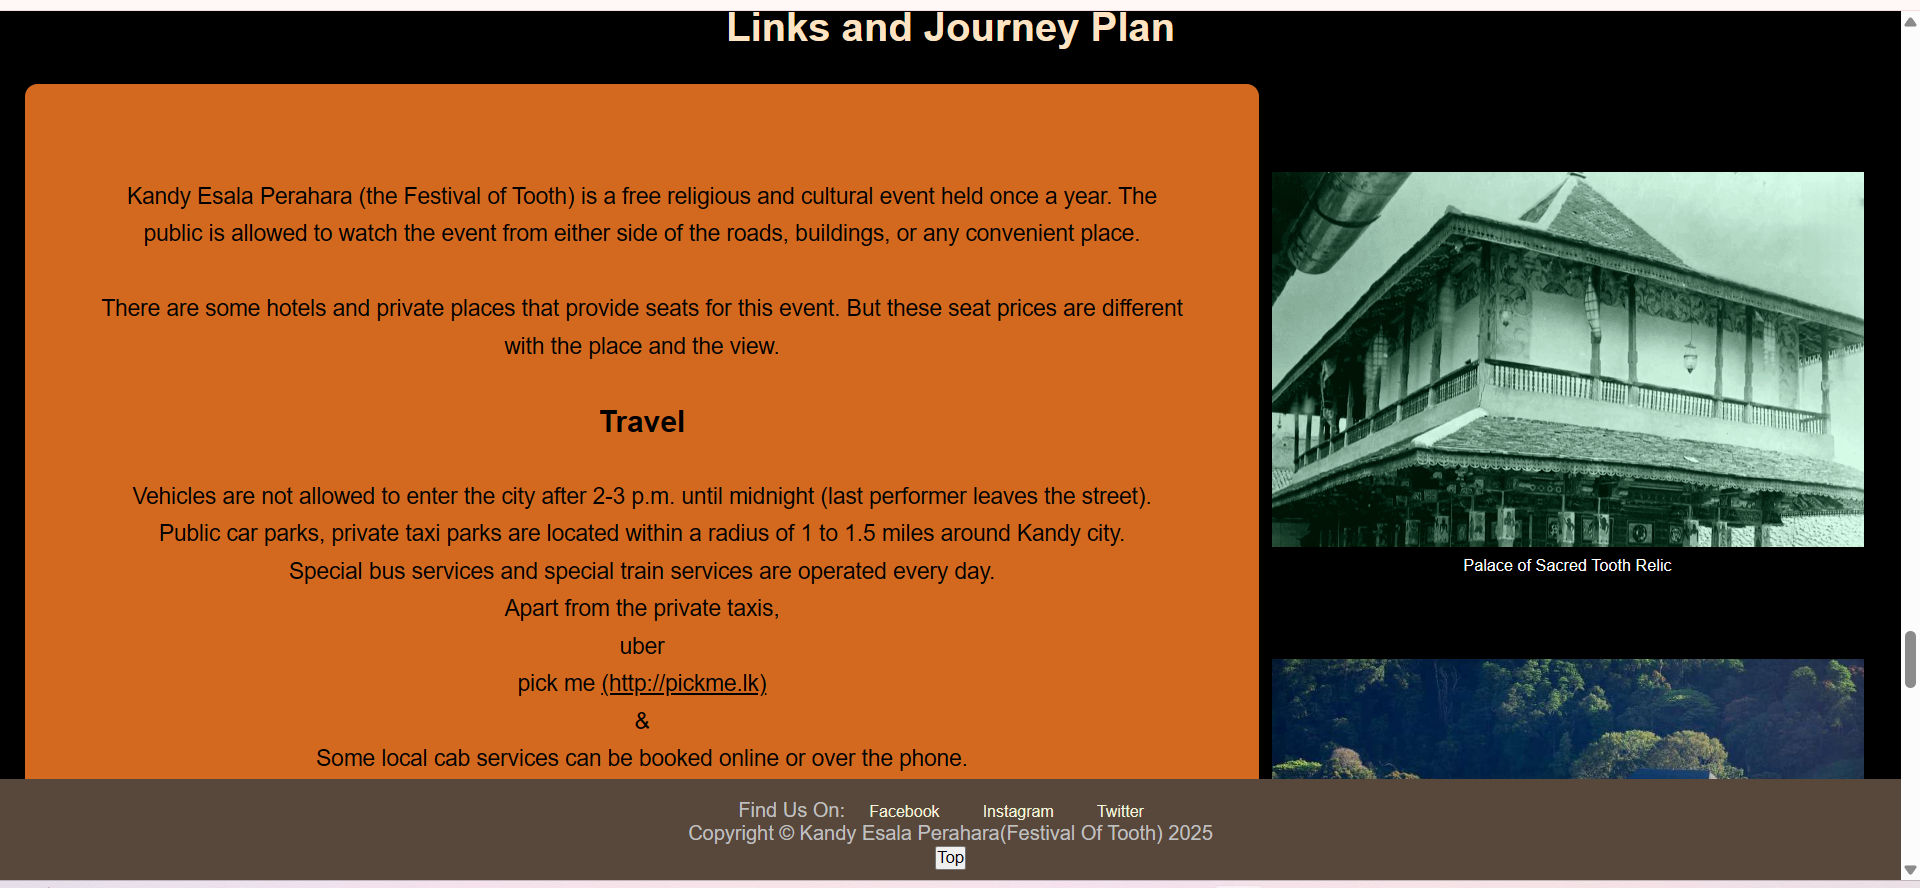 Links and Journey Plan
Kandy Esala Perahara (the Festival of Tooth) is a free religious and cultural event held once a year. The
public is allowed to watch the event from either side of the roads, buildings, or any convenient place.
There are some hotels and private places that provide seats for this event. But these seat prices are different
with the place and the view.
Travel
Vehicles are not allowed to enter the city after 2-3 p.m. until midnight (last performer leaves the street).
Public car parks, private taxi parks are located within a radius of 1 to 1.5 miles around Kandy city.
Special bus services and special train services are operated every day.
Apart from the private taxis,
uber
pick me (http://pickme.lk)
&
Some local cab services can be booked online or over the phone.
Palace of Sacred Tooth Relic
Find Us On: Facebook Instagram Twitter
Copyright © Kandy Esala Perahara(Festival Of Tooth) 2025
Top